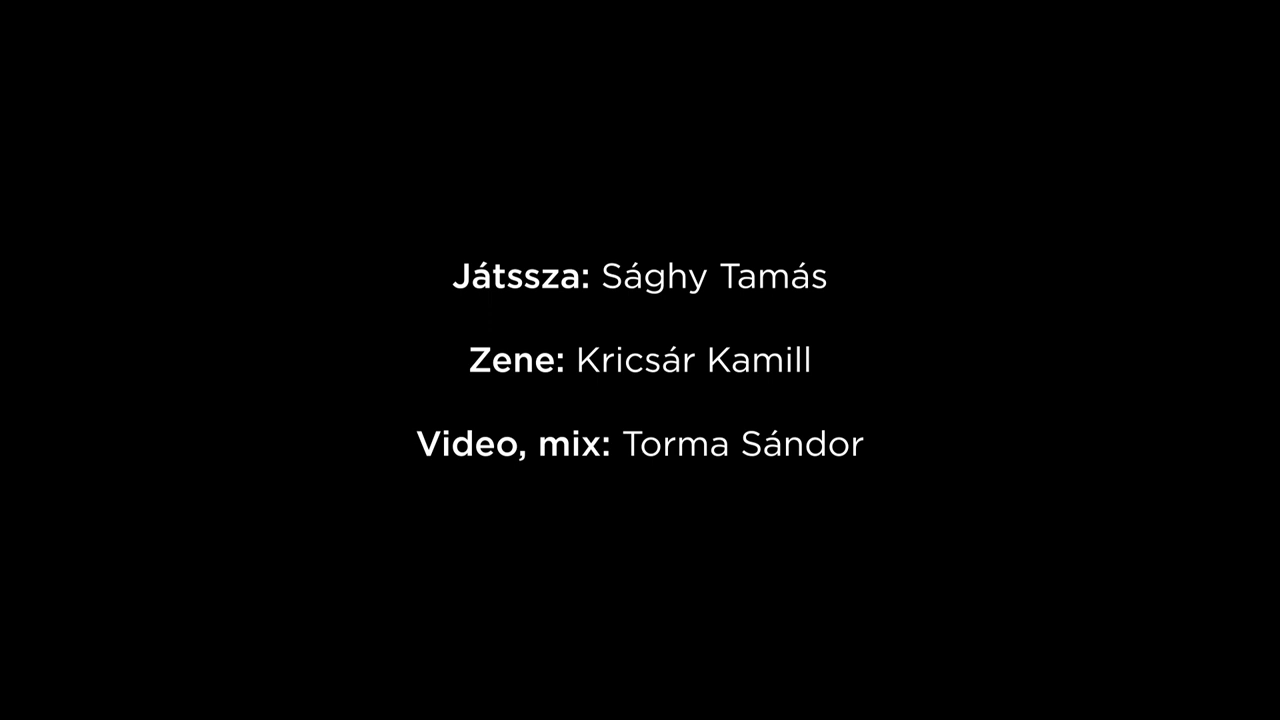 Játssza: Sághy Tamás
Zene: Kricsár Kamill
Video, mix: Torma Sándor